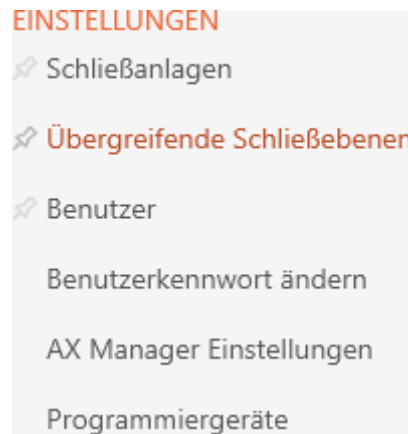 EINSTELLUNGEN
Schließanlagen
Übergreifende Schließebenen
Benutzer
Benutzerkennwort ändern
AX Manager Einstellungen
Programmiergeräte